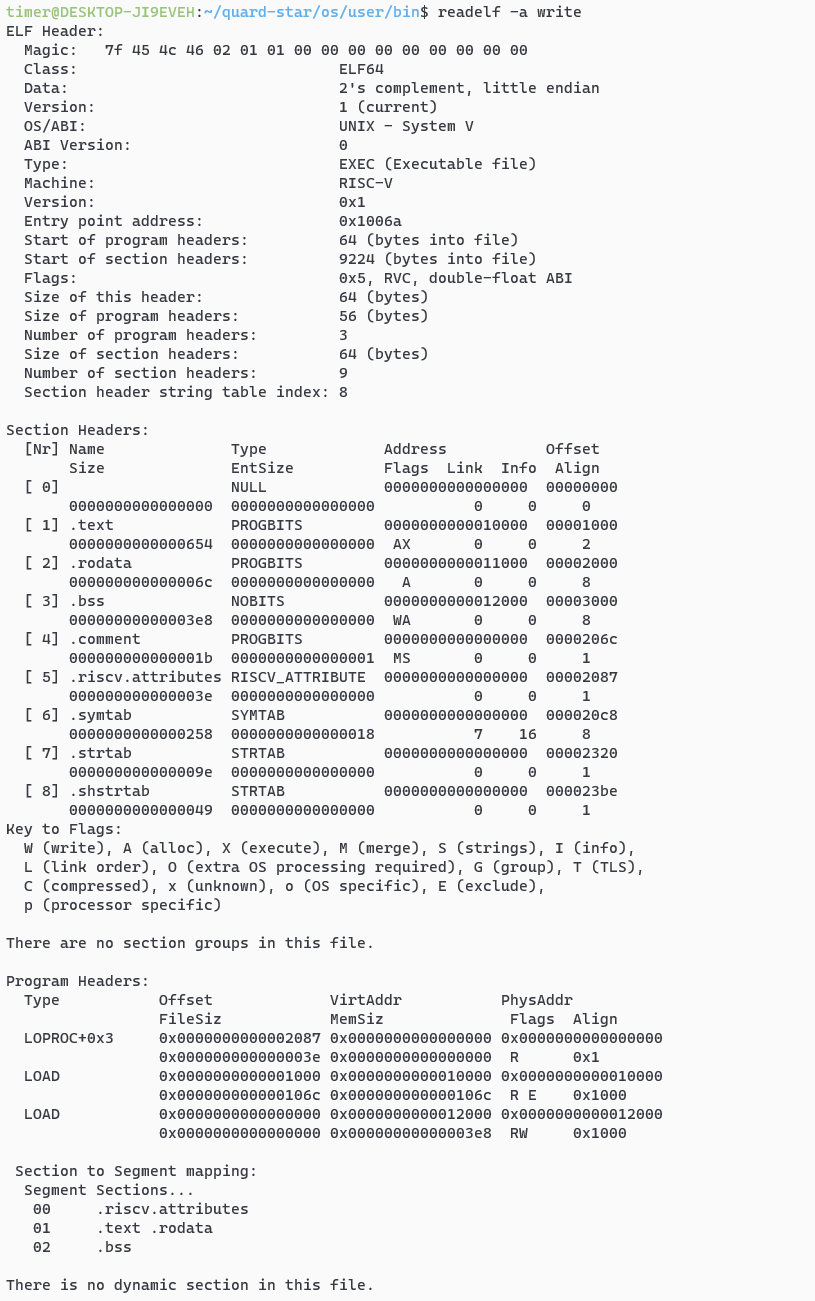 timer@DESKTOP-JI9EVEH:~/quard-star/os/user/bin$ readelf -a write
ELF Header:
  Magic:   7f 45 4c 46 02 01 01 00 00 00 00 00 00 00 00 00
  Class:                             ELF64
  Data:                              2's complement, little endian
  Version:                           1 (current)
  OS/ABI:                            UNIX - System V
  ABI Version:                       0
  Type:                              EXEC (Executable file)
  Machine:                           RISC-V
  Version:                           0x1
  Entry point address:               0x1006a
  Start of program headers:          64 (bytes into file)
  Start of section headers:          9224 (bytes into file)
  Flags:                             0x5, RVC, double-float ABI
  Size of this header:               64 (bytes)
  Size of program headers:           56 (bytes)
  Number of program headers:         3
  Size of section headers:           64 (bytes)
  Number of section headers:         9
  Section header string table index: 8

Section Headers:
  [Nr] Name              Type             Address           Offset
       Size              EntSize          Flags  Link  Info  Align
  [ 0]                   NULL             0000000000000000  00000000
       0000000000000000  0000000000000000           0     0     0
  [ 1] .text             PROGBITS         0000000000010000  00001000
       0000000000000654  0000000000000000  AX       0     0     2
  [ 2] .rodata           PROGBITS         0000000000011000  00002000
       000000000000006c  0000000000000000   A       0     0     8
  [ 3] .bss              NOBITS           0000000000012000  00003000
       00000000000003e8  0000000000000000  WA       0     0     8
  [ 4] .comment          PROGBITS         0000000000000000  0000206c
       000000000000001b  0000000000000001  MS       0     0     1
  [ 5] .riscv.attributes RISCV_ATTRIBUTE  0000000000000000  00002087
       000000000000003e  0000000000000000           0     0     1
  [ 6] .symtab           SYMTAB           0000000000000000  000020c8
       0000000000000258  0000000000000018           7    16     8
  [ 7] .strtab           STRTAB           0000000000000000  00002320
       000000000000009e  0000000000000000           0     0     1
  [ 8] .shstrtab         STRTAB           0000000000000000  000023be
       0000000000000049  0000000000000000           0     0     1
Key to Flags:
  W (write), A (alloc), X (execute), M (merge), S (strings), I (info),
  L (link order), O (extra OS processing required), G (group), T (TLS),
  C (compressed), x (unknown), o (OS specific), E (exclude),
  p (processor specific)

There are no section groups in this file.

Program Headers:
  Type           Offset             VirtAddr           PhysAddr
                 FileSiz            MemSiz              Flags  Align
  LOPROC+0x3     0x0000000000002087 0x0000000000000000 0x0000000000000000
                 0x000000000000003e 0x0000000000000000  R      0x1
  LOAD           0x0000000000001000 0x0000000000010000 0x0000000000010000
                 0x000000000000106c 0x000000000000106c  R E    0x1000
  LOAD           0x0000000000000000 0x0000000000012000 0x0000000000012000
                 0x0000000000000000 0x00000000000003e8  RW     0x1000

 Section to Segment mapping:
  Segment Sections...
   00     .riscv.attributes
   01     .text .rodata
   02     .bss

There is no dynamic section in this file.